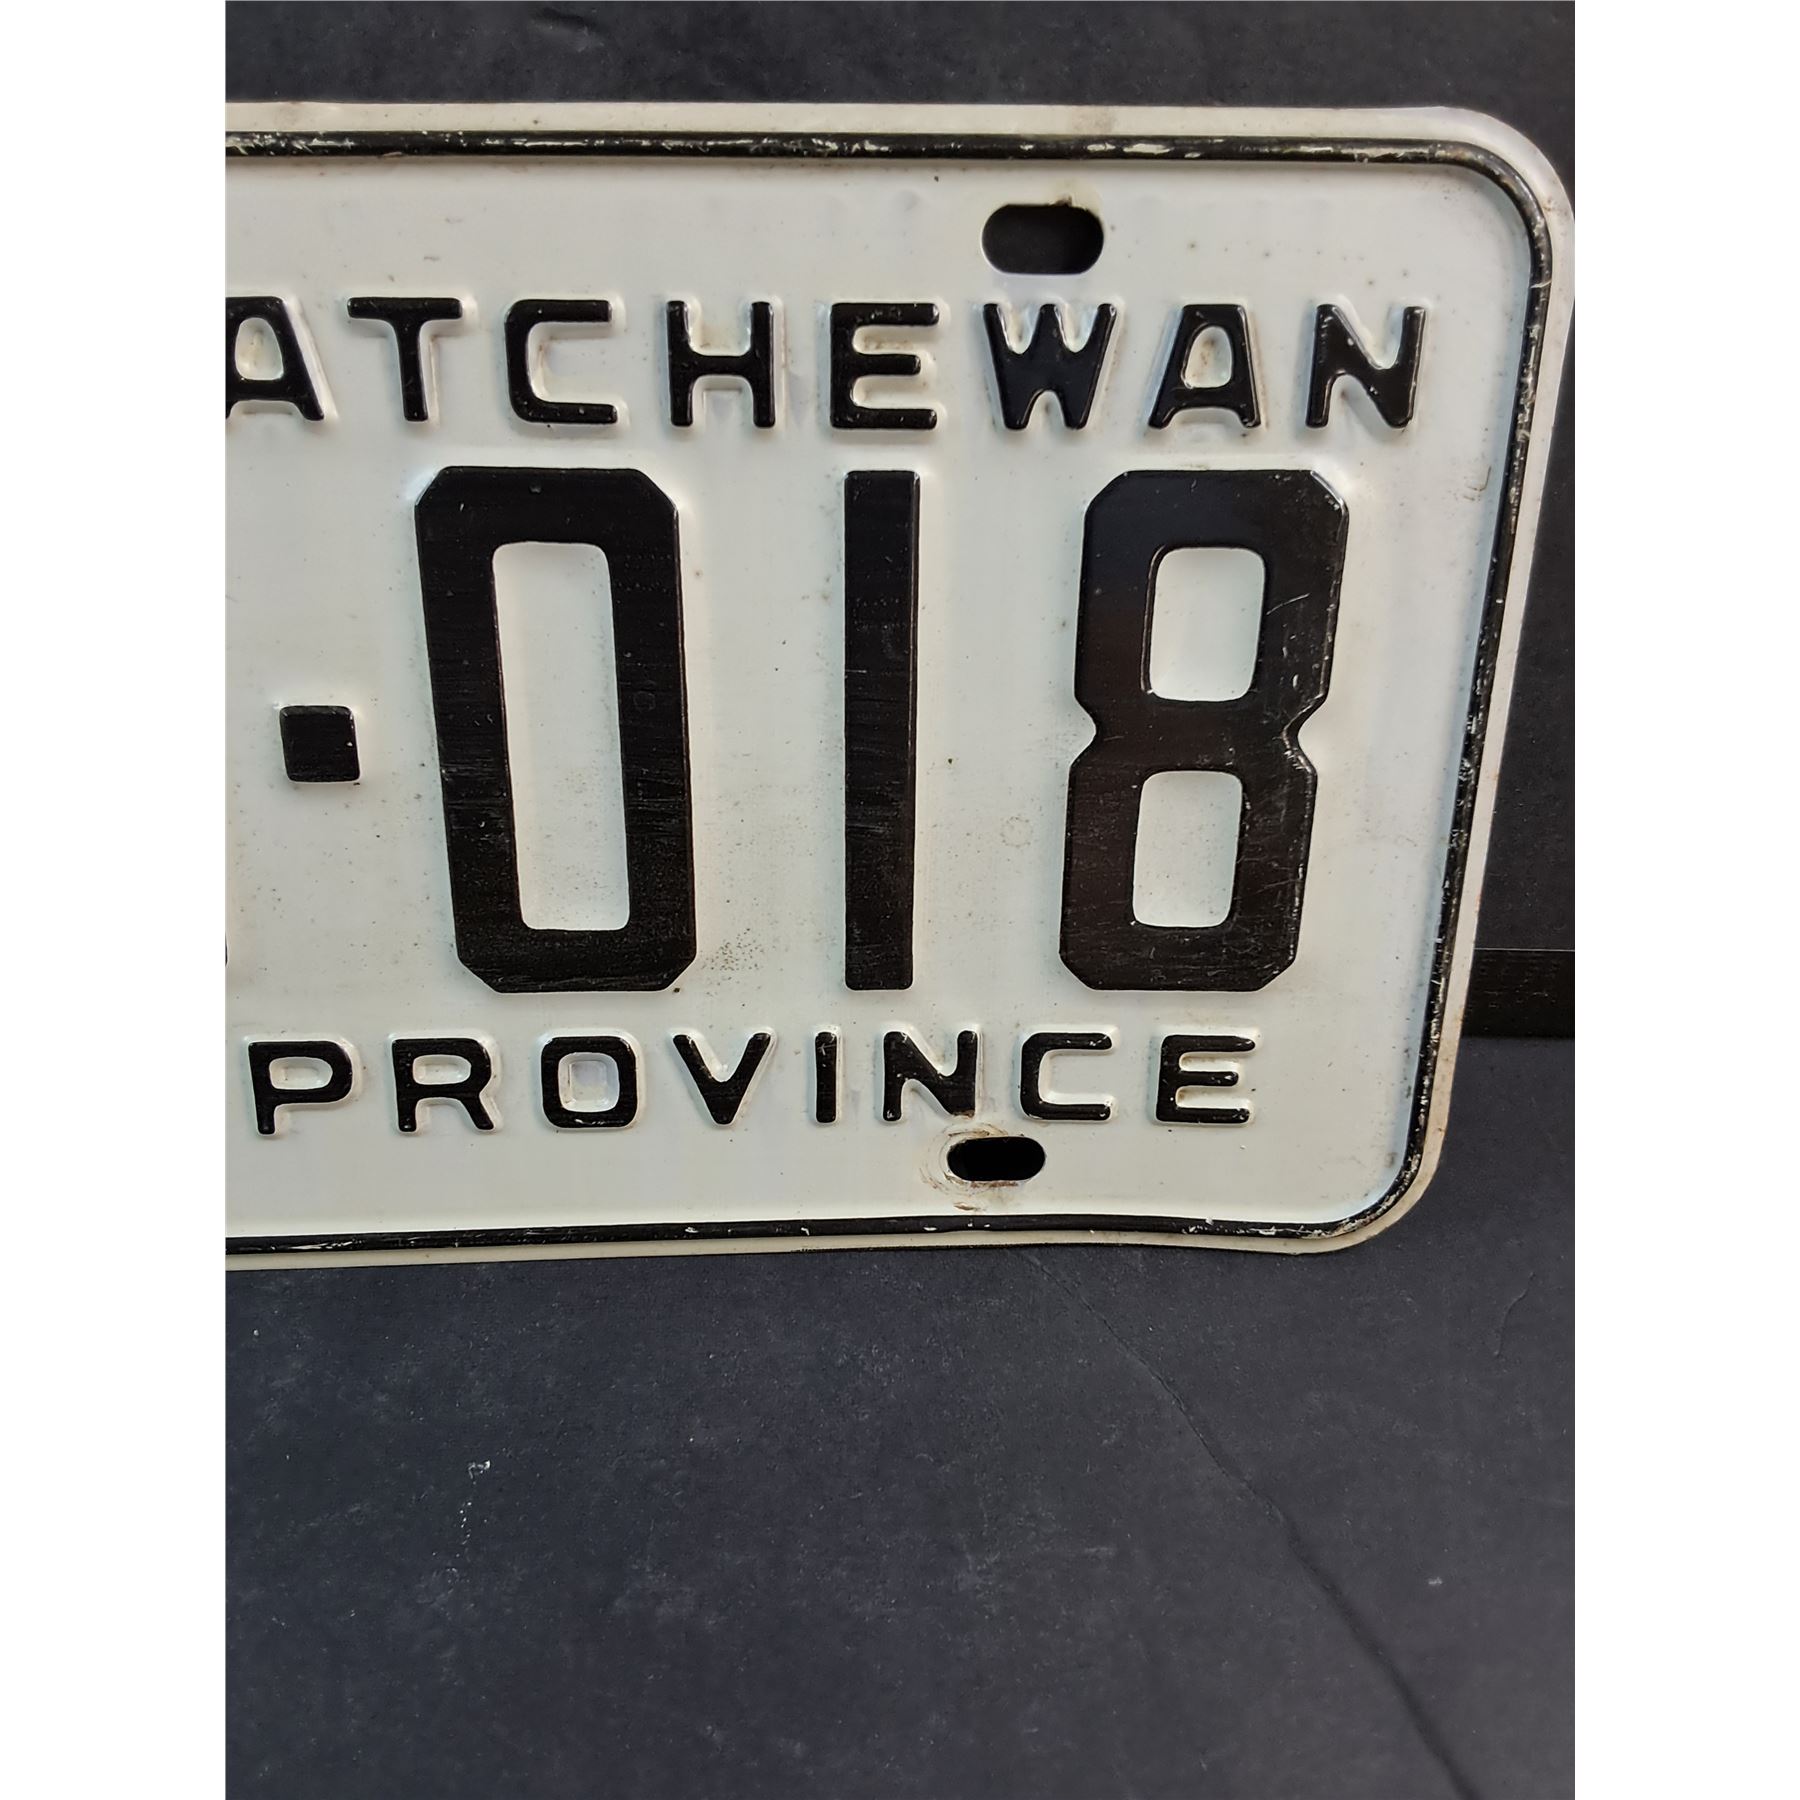 ATCHEWAN
·018
PROVINCE